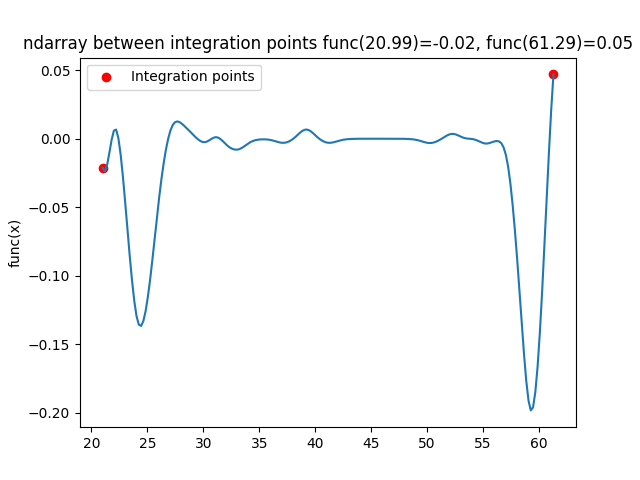 ndarray between integration points func(20.99)=-0.02, func(61.29)=0.05
Integration points
func(x)
0.05
0.00
−0.05
−0.10
−0.15
−0.20
20 25 30 35 40 45 50 55 60